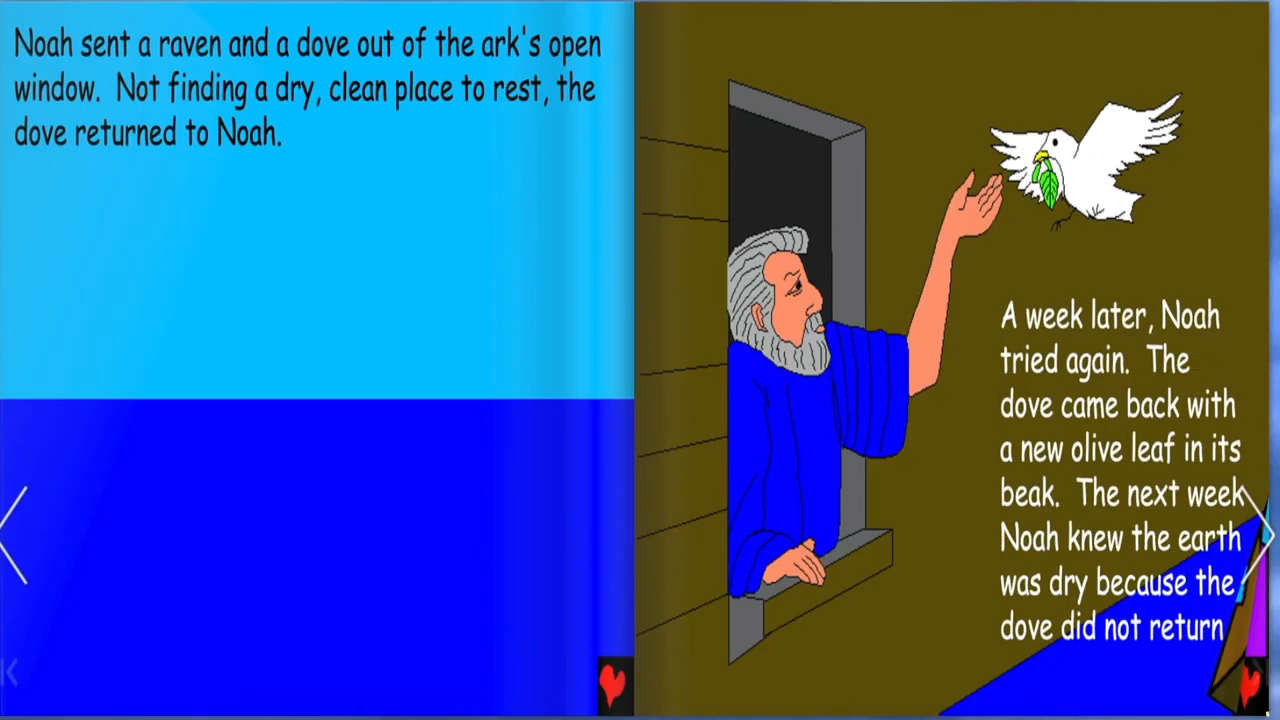 Noah sent a raven and a dove out of the ark's open
window.  Not finding a dry, clean place to rest, the
dove returned to Noah.
A week later, Noah
tried again.  The
dove came back with
a new olive leaf in its
beak.  The next week
Noah knew the earth
was dry because the
dove did not return